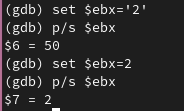 (gdb) set $ebx='2'
(gdb) p/s $ebx
$6 = 50
(gdb) set $ebx=2
(gdb) p/s $ebx
$7 = 2